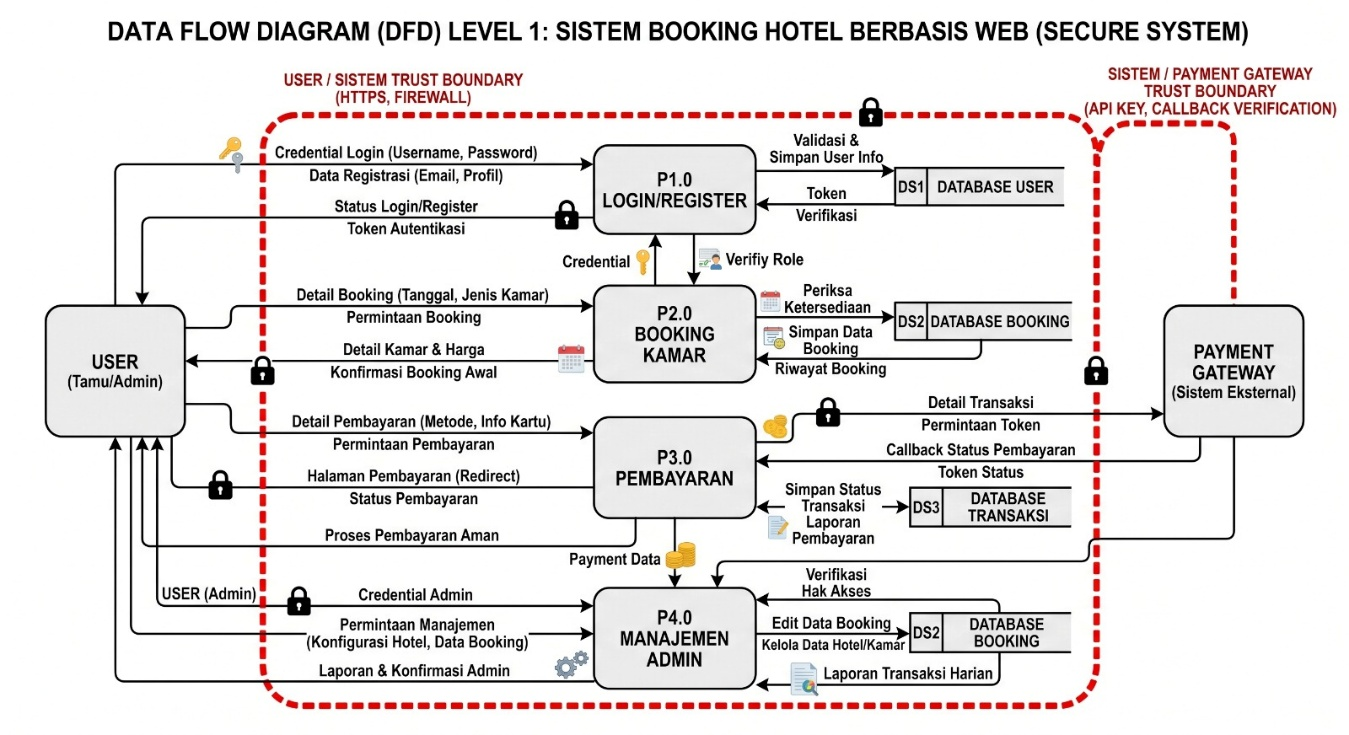 DATA FLOW DIAGRAM (DFD) LEVEL 1: SISTEM BOOKING HOTEL BERBASIS WEB (SECURE SYSTEM)
USER / SISTEM TRUST BOUNDARY
(HTTPS, FIREWALL)
SISTEM / PAYMENT GATEWAY
TRUST BOUNDARY
(API KEY, CALLBACK VERIFICATION)
Credential Login (Username, Password)
Data Registrasi (Email, Profil)
Status Login/Register
Token Autentikasi
P1.0
LOGIN/REGISTER
Validasi &
Simpan User Info
Token
Verifikasi
DS1
DATABASE USER
Credential
Verifiy Role
Detail Booking (Tanggal, Jenis Kamar)
Permintaan Booking
Detail Kamar & Harga
Konfirmasi Booking Awal
P2.0
BOOKING
KAMAR
Periksa
Ketersediaan
Simpan Data
Booking
Riwayat Booking
DS2
DATABASE BOOKING
USER
(Tamu/Admin)
PAYMENT
GATEWAY
(Sistem Eksternal)
Detail Pembayaran (Metode, Info Kartu)
Permintaan Pembayaran
Halaman Pembayaran (Redirect)
Status Pembayaran
Proses Pembayaran Aman
P3.0
PEMBAYARAN
Detail Transaksi
Permintaan Token
Callback Status Pembayaran
Token Status
Simpan Status
Transaksi
Laporan
Pembayaran
DS3
DATABASE
TRANSAKSI
Payment Data
USER (Admin)
Credential Admin
Permintaan Manajemen
(Konfigurasi Hotel, Data Booking)
Laporan & Konfirmasi Admin
P4.0
MANAJEMEN
ADMIN
Verifikasi
Hak Akses
Edit Data Booking
Kelola Data Hotel/Kamar
Laporan Transaksi Harian
DS2
DATABASE
BOOKING